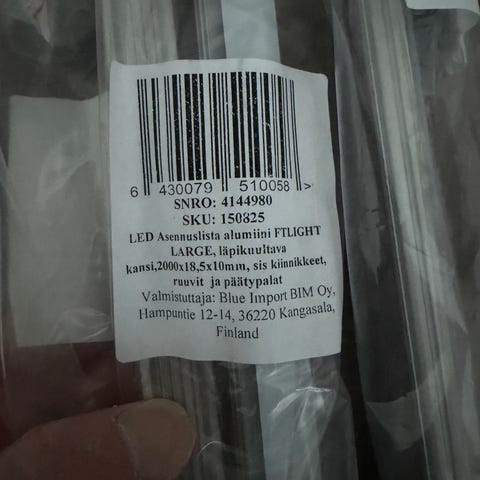 6 430079 510058 >
SNRO: 4144980
SKU: 150825
LED Asennuslista alumiini FTLIGHT
LARGE, läpikuultava
kansi,2000x18,5x10mm, sis kiinnikkeet,
ruuvit ja päätypalat
Valmistuttaja: Blue Import BIM Oy,
Hampuntie 12-14, 36220 Kangasala,
Finland